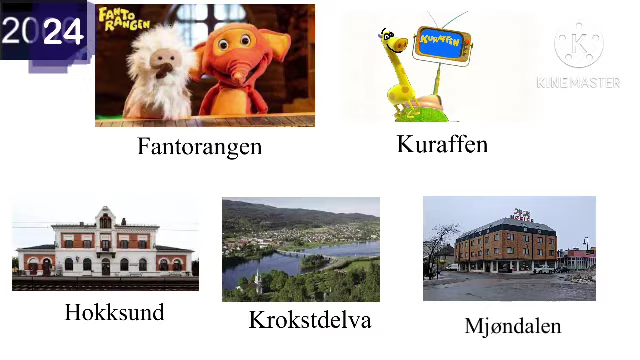 2024
FANTO
RANGEN
KURAFFEN
KINEMASTER
Fantorangen
Kuraffen
Hokksund
Krokstdelva
Mjøndalen